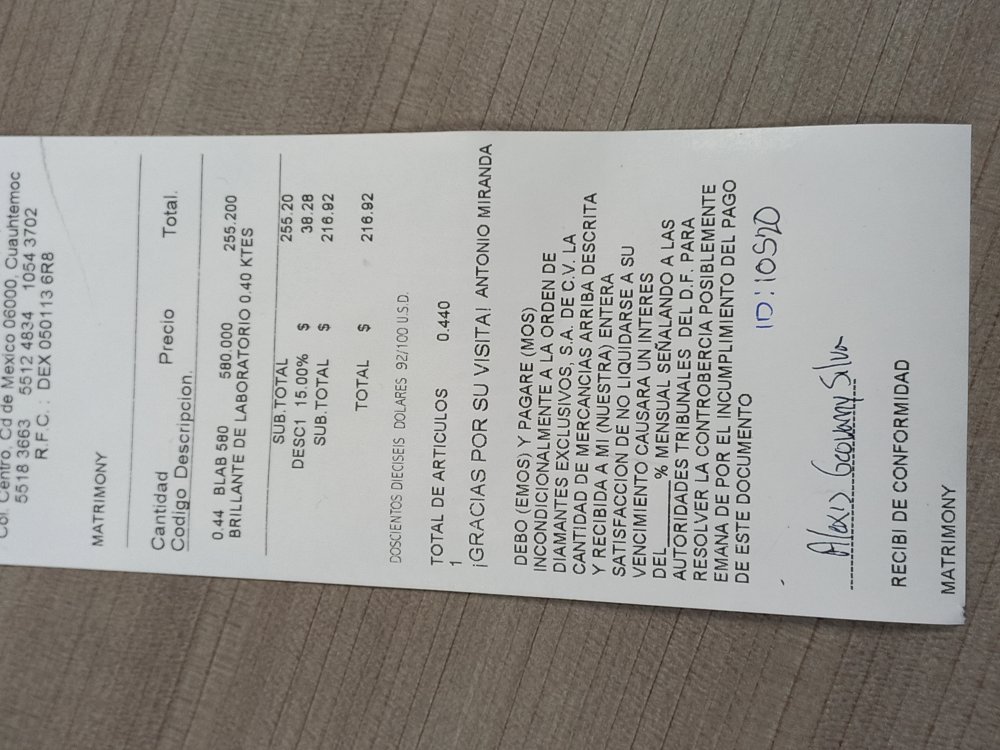 Col. Centro, Cd de Mexico 06000, Cuauhtemoc
5518 3663 5512 4834 1054 3702
R.F.C. : DEX 050113 6R8
MATRIMONY
Cantidad Precio Total.
Codigo Descripcion.
0.44 BLAB 580 580.000 255.200
BRILLANTE DE LABORATORIO 0.40 KTES
SUB.TOTAL 255.20
DESC1 15.00% $ 38.28
SUB.TOTAL $ 216.92
TOTAL $ 216.92
DOSCIENTOS DIECISEIS DOLARES 92/100 U.S.D.
TOTAL DE ARTICULOS 0.440
1
¡GRACIAS POR SU VISITA! ANTONIO MIRANDA
DEBO (EMOS) Y PAGARE (MOS)
INCONDICIONALMENTE A LA ORDEN DE
DIAMANTES EXCLUSIVOS, S.A. DE C.V. LA
CANTIDAD DE MERCANCIAS ARRIBA DESCRITA
Y RECIBIDA A MI (NUESTRA) ENTERA
SATISFACCION DE NO LIQUIDARSE A SU
VENCIMIENTO CAUSARA UN INTERES
DEL______% MENSUAL SEÑALANDO A LAS
AUTORIDADES TRIBUNALES DEL D.F. PARA
RESOLVER LA CONTROBERCIA POSIBLEMENTE
EMANA DE POR EL INCUMPLIMIENTO DEL PAGO
DE ESTE DOCUMENTO
ID:10520
Alexis Geovany Silva
RECIBI DE CONFORMIDAD
MATRIMONY